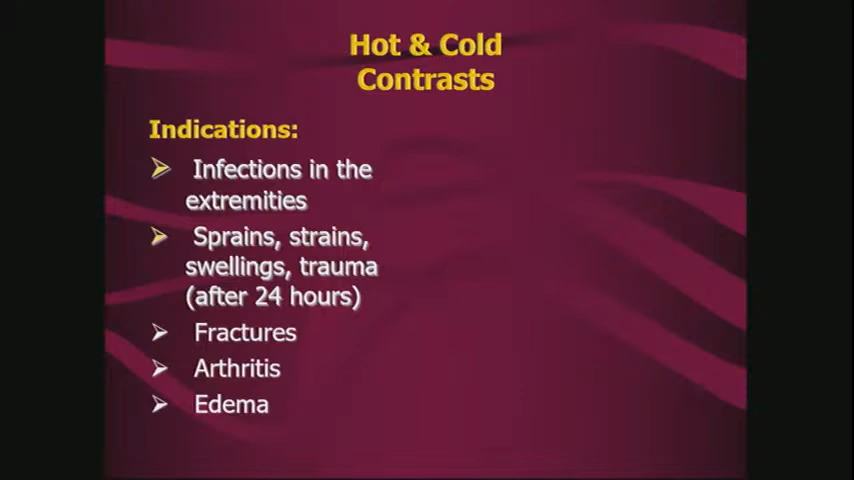 Hot & Cold
Contrasts
Indications:
Infections in the
extremities
Sprains, strains,
swellings, trauma
(after 24 hours)
Fractures
Arthritis
Edema